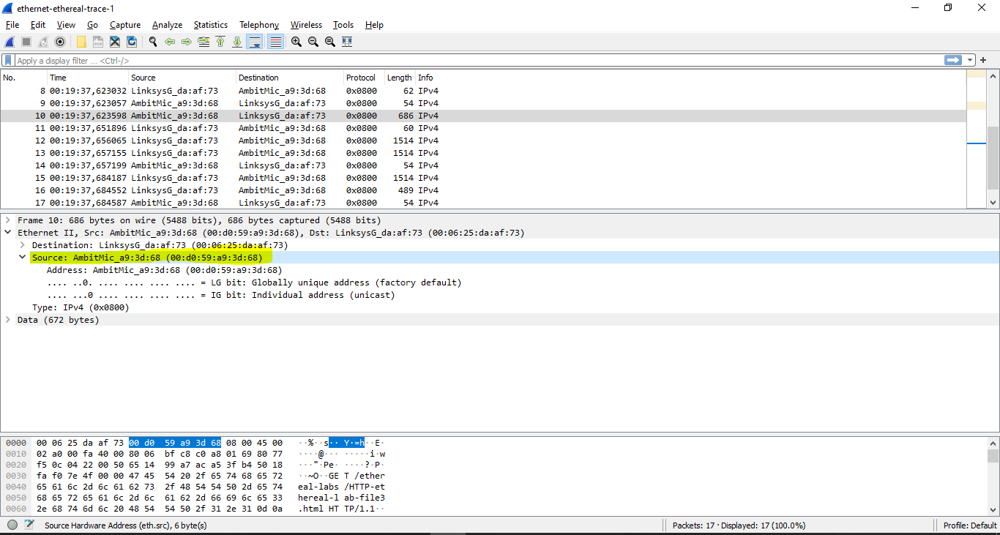 ethernet-ethereal-trace-1
File Edit View Go Capture Analyze Statistics Telephony Wireless Tools Help
Apply a display filter ... <Ctrl-/>
No. Time Source Destination Protocol Length Info
8 00:19:37,623032 LinksysG_da:af:73 AmbitMic_a9:3d:68 0x0800 62 IPv4
9 00:19:37,623057 AmbitMic_a9:3d:68 LinksysG_da:af:73 0x0800 54 IPv4
10 00:19:37,623598 AmbitMic_a9:3d:68 LinksysG_da:af:73 0x0800 686 IPv4
11 00:19:37,651896 LinksysG_da:af:73 AmbitMic_a9:3d:68 0x0800 60 IPv4
12 00:19:37,656065 LinksysG_da:af:73 AmbitMic_a9:3d:68 0x0800 1514 IPv4
13 00:19:37,657155 LinksysG_da:af:73 AmbitMic_a9:3d:68 0x0800 1514 IPv4
14 00:19:37,657199 AmbitMic_a9:3d:68 LinksysG_da:af:73 0x0800 54 IPv4
15 00:19:37,684187 LinksysG_da:af:73 AmbitMic_a9:3d:68 0x0800 1514 IPv4
16 00:19:37,684552 LinksysG_da:af:73 AmbitMic_a9:3d:68 0x0800 489 IPv4
17 00:19:37,684587 AmbitMic_a9:3d:68 LinksysG_da:af:73 0x0800 54 IPv4
Frame 10: 686 bytes on wire (5488 bits), 686 bytes captured (5488 bits)
Ethernet II, Src: AmbitMic_a9:3d:68 (00:d0:59:a9:3d:68), Dst: LinksysG_da:af:73 (00:06:25:da:af:73)
Destination: LinksysG_da:af:73 (00:06:25:da:af:73)
Source: AmbitMic_a9:3d:68 (00:d0:59:a9:3d:68)
Address: AmbitMic_a9:3d:68 (00:d0:59:a9:3d:68)
.... ..0. .... .... .... .... = LG bit: Globally unique address (factory default)
.... ...0 .... .... .... .... = IG bit: Individual address (unicast)
Type: IPv4 (0x0800)
Data (672 bytes)
0000 00 06 25 da af 73 00 d0 59 a9 3d 68 08 00 45 00 ··%··s·· Y·=h··E·
0010 02 a0 00 fa 40 00 80 06 bf c8 c0 a8 01 69 80 77 ····@··· ·····i·w
0020 f5 0c 04 22 00 50 65 14 99 a7 ac a5 3f b4 50 18 ···"·Pe· ····?·P·
0030 fa f0 7e 4f 00 00 47 45 54 20 2f 65 74 68 65 72 ··~O··GE T /ether
0040 65 61 6c 2d 6c 61 62 73 2f 48 54 54 50 2d 65 74 eal-labs /HTTP-et
0050 68 65 72 65 61 6c 2d 6c 61 62 2d 66 69 6c 65 33 hereal-l ab-file3
0060 2e 68 74 6d 6c 20 48 54 54 50 2f 31 2e 31 0d 0a .html HT TP/1.1··
Source Hardware Address (eth.src), 6 byte(s) Packets: 17 · Displayed: 17 (100.0%) Profile: Default